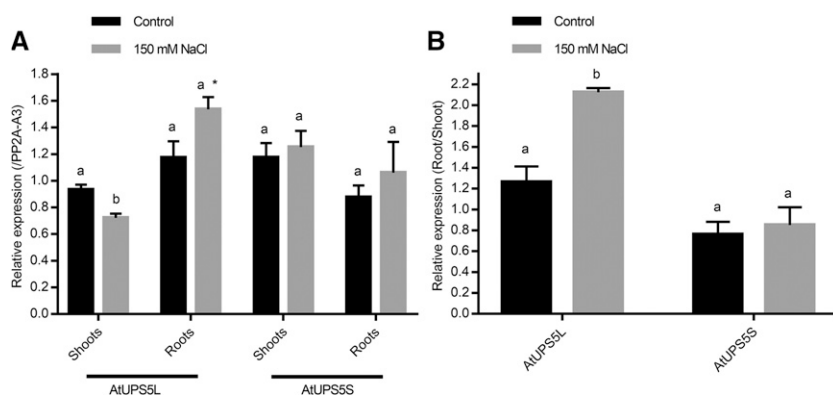 A
Control
150 mM NaCl
Relative expression (/PP2A-A3)
1.8
1.6
1.4
1.2
1.0
0.8
0.6
0.4
0.2
0.0
a
b
a
a *
a
a
a
a
Shoots
Roots
Shoots
Roots
AtUPS5L
AtUPS5S
B
Control
150 mM NaCl
Relative expression (Root/Shoot)
2.2
2.0
1.8
1.6
1.4
1.2
1.0
0.8
0.6
0.4
0.2
0.0
a
b
a
a
AtUPS5L
AtUPS5S